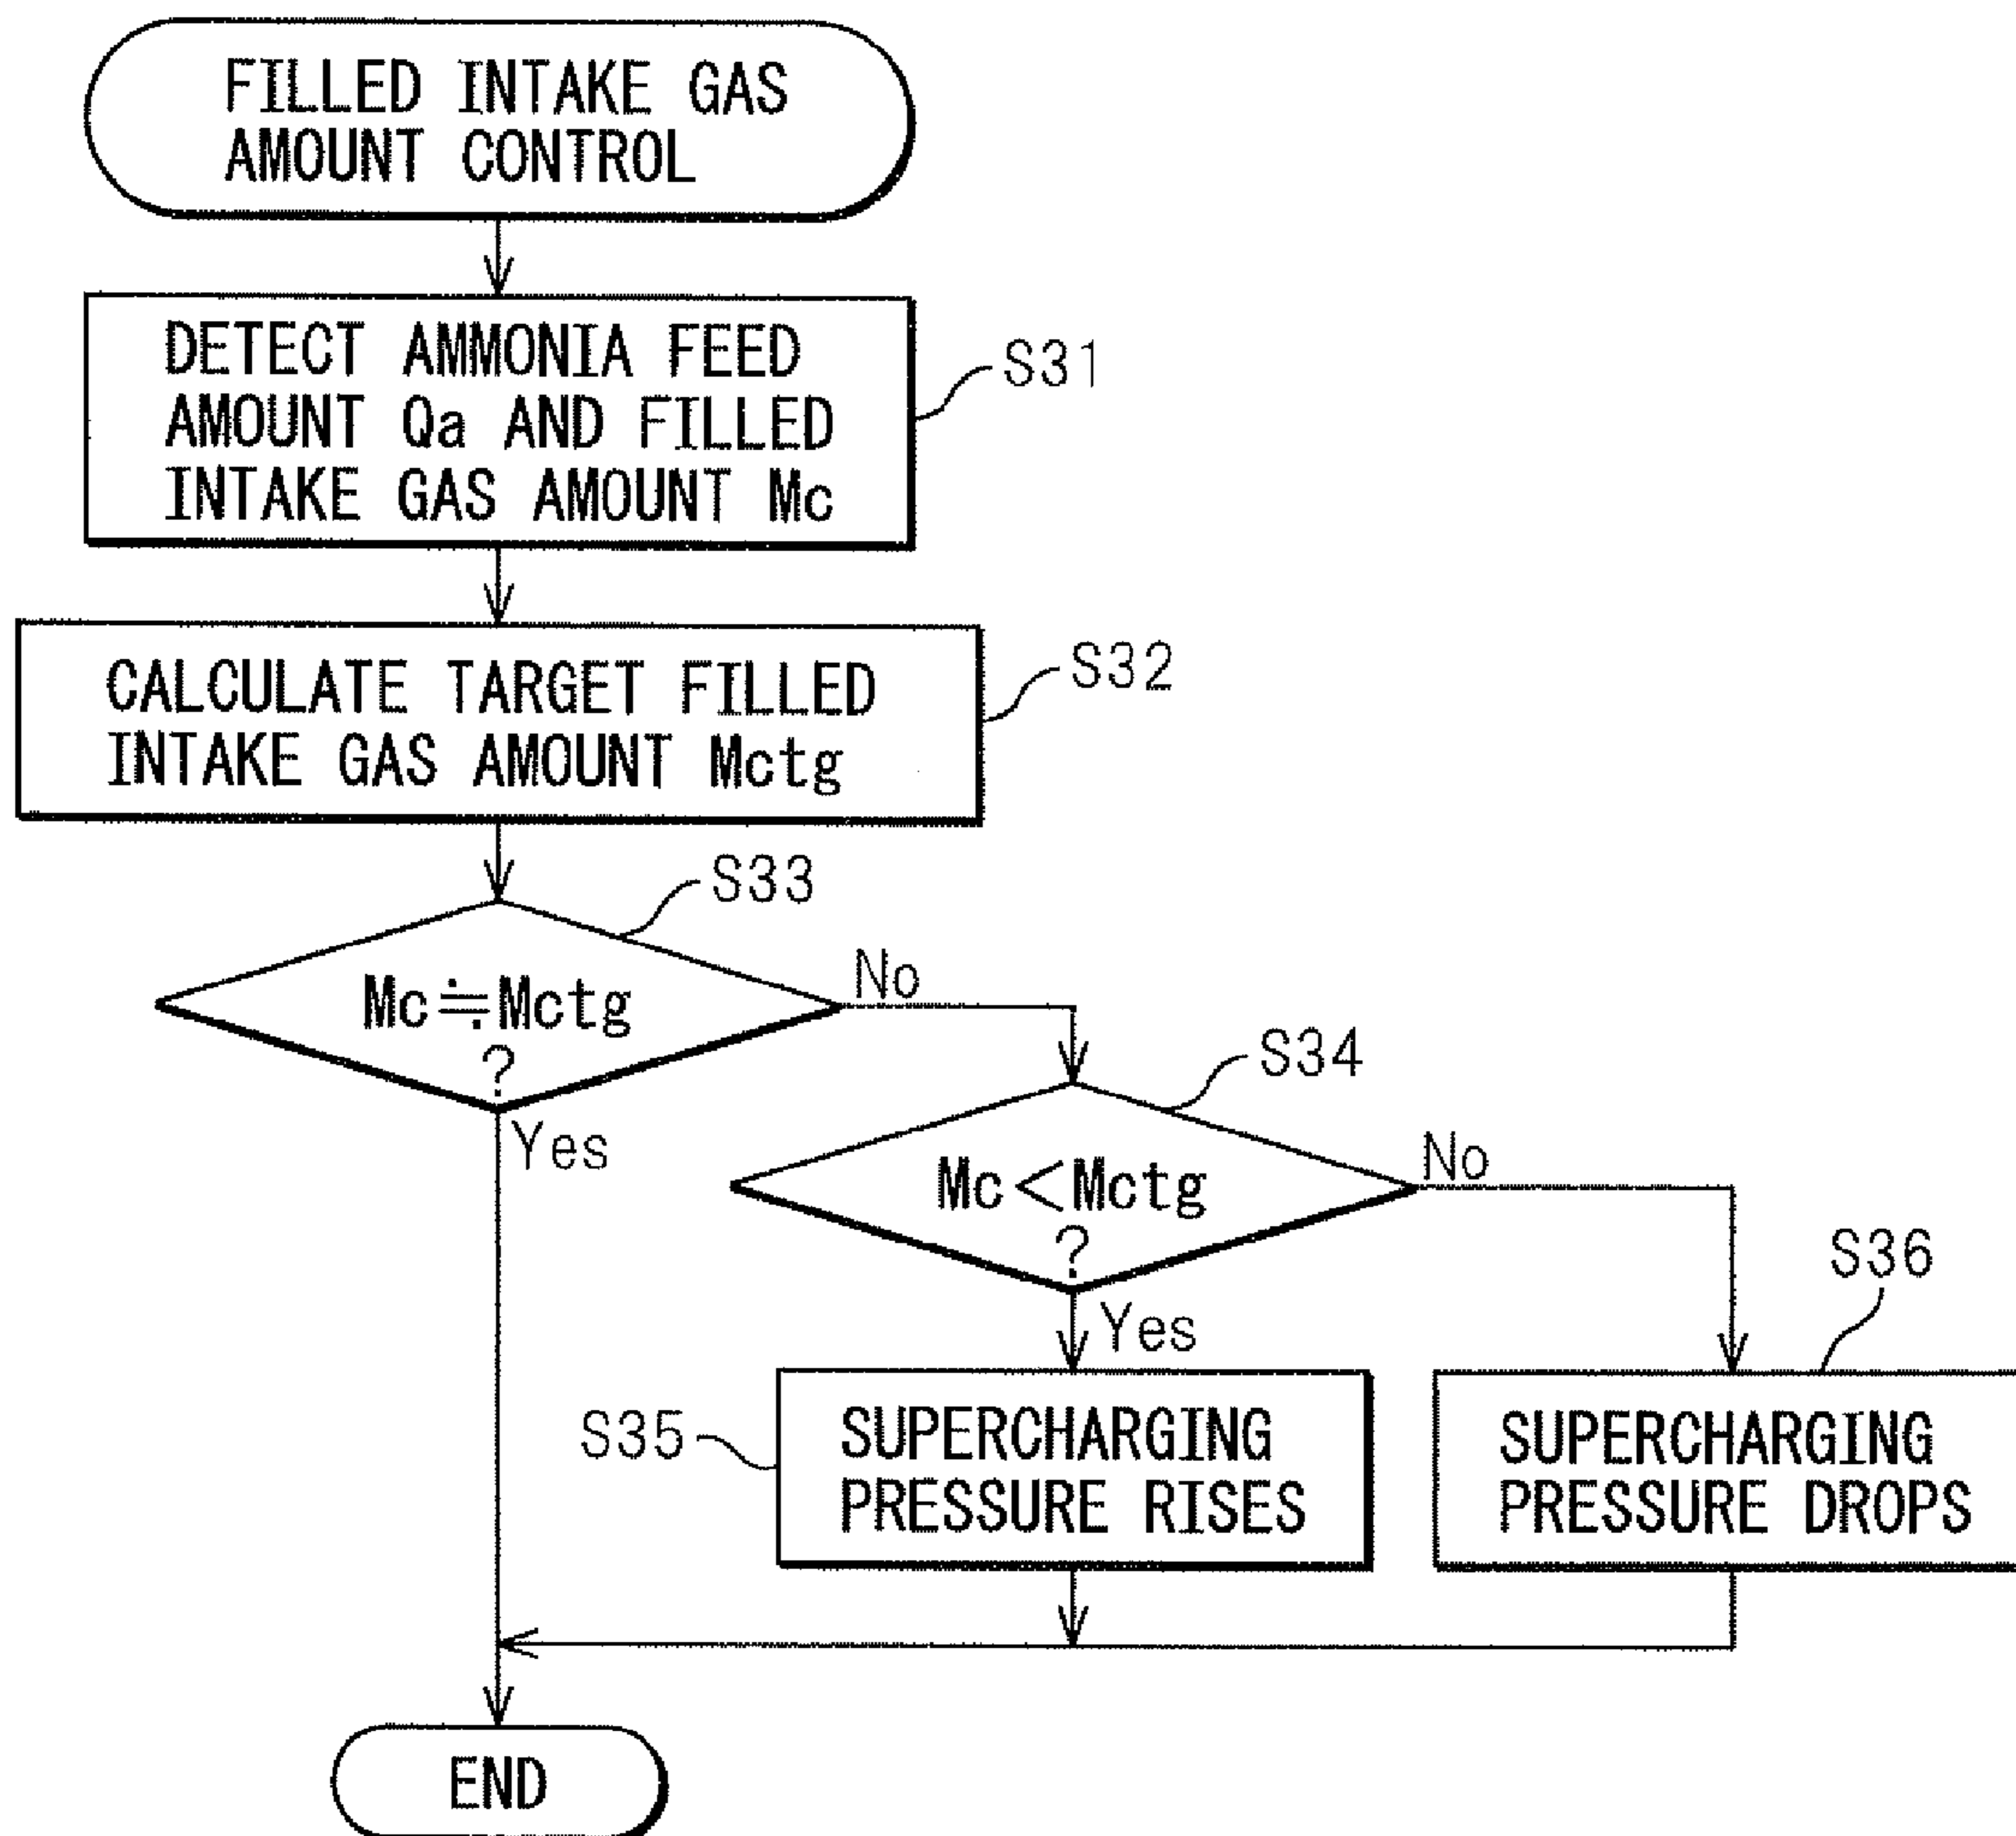 FILLED INTAKE GAS
AMOUNT CONTROL
DETECT AMMONIA FEED
AMOUNT Qa AND FILLED
INTAKE GAS AMOUNT Mc
S31
CALCULATE TARGET FILLED
INTAKE GAS AMOUNT Mctg
S32
S33
Mc≒Mctg
?
No
Yes
S34
Mc<Mctg
?
No
Yes
S35
SUPERCHARGING
PRESSURE RISES
S36
SUPERCHARGING
PRESSURE DROPS
END